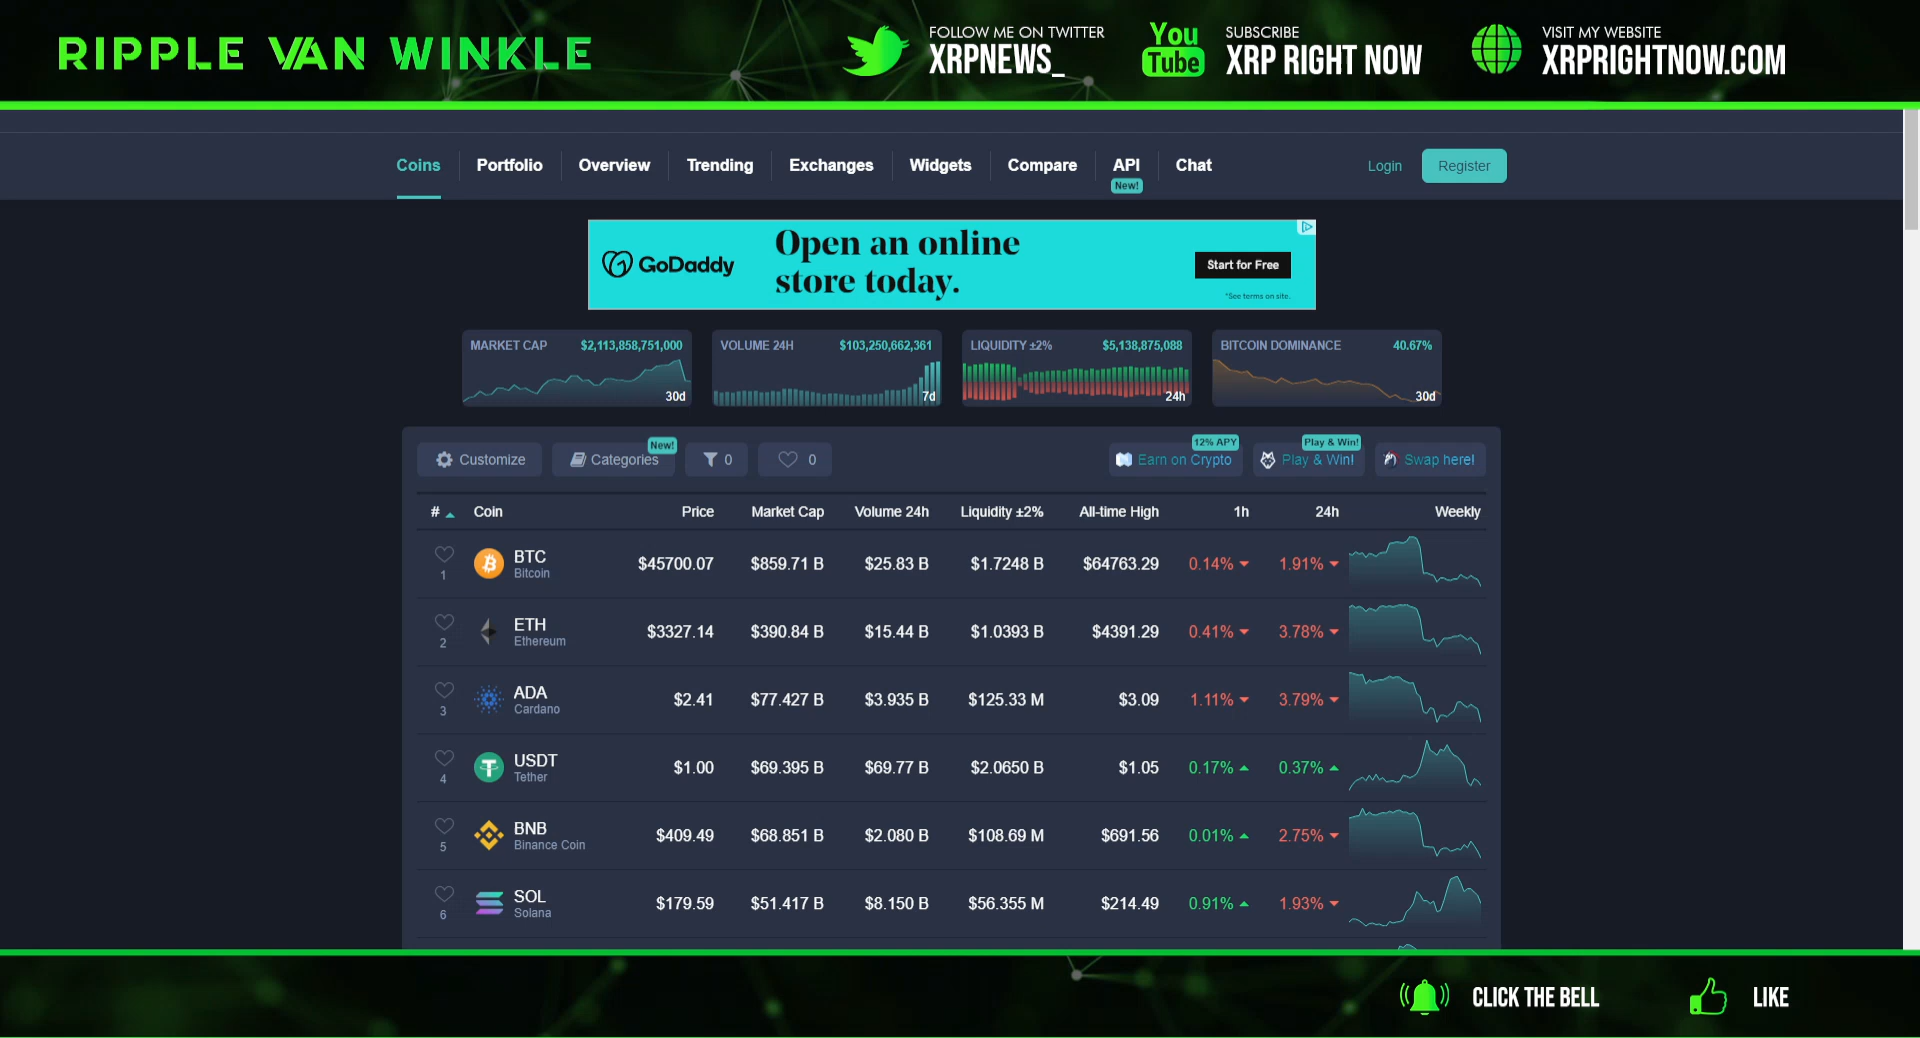 RIPPLE VAN WINKLE
FOLLOW ME ON TWITTER
XRPNEWS_
You
Tube
SUBSCRIBE
XRP RIGHT NOW
VISIT MY WEBSITE
XRPRIGHTNOW.COM
Coins Portfolio Overview Trending Exchanges Widgets Compare API Chat Login Register
New!
GoDaddy
Open an online
store today.
Start for Free
*See terms on site.
MARKET CAP $2,113,858,751,000
30d
VOLUME 24H $103,250,662,361
7d
LIQUIDITY ±2% $5,138,875,088
24h
BITCOIN DOMINANCE 40.67%
30d
Customize
New!
Categories
0
0
12% APY
Earn on Crypto
Play & Win!
Play & Win!
Swap here!
# Coin Price Market Cap Volume 24h Liquidity ±2% All-time High 1h 24h Weekly
1 BTC Bitcoin $45700.07 $859.71 B $25.83 B $1.7248 B $64763.29 0.14% 1.91%
2 ETH Ethereum $3327.14 $390.84 B $15.44 B $1.0393 B $4391.29 0.41% 3.78%
3 ADA Cardano $2.41 $77.427 B $3.935 B $125.33 M $3.09 1.11% 3.79%
4 USDT Tether $1.00 $69.395 B $69.77 B $2.0650 B $1.05 0.17% 0.37%
5 BNB Binance Coin $409.49 $68.851 B $2.080 B $108.69 M $691.56 0.01% 2.75%
6 SOL Solana $179.59 $51.417 B $8.150 B $56.355 M $214.49 0.91% 1.93%
CLICK THE BELL
LIKE